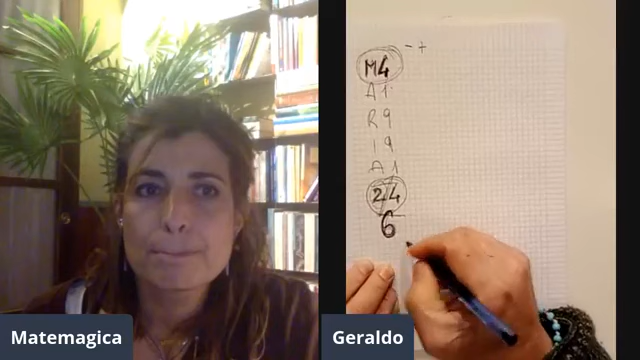 M4 - +
A1
R9
I9
A1
24
6
Matemagica
Geraldo